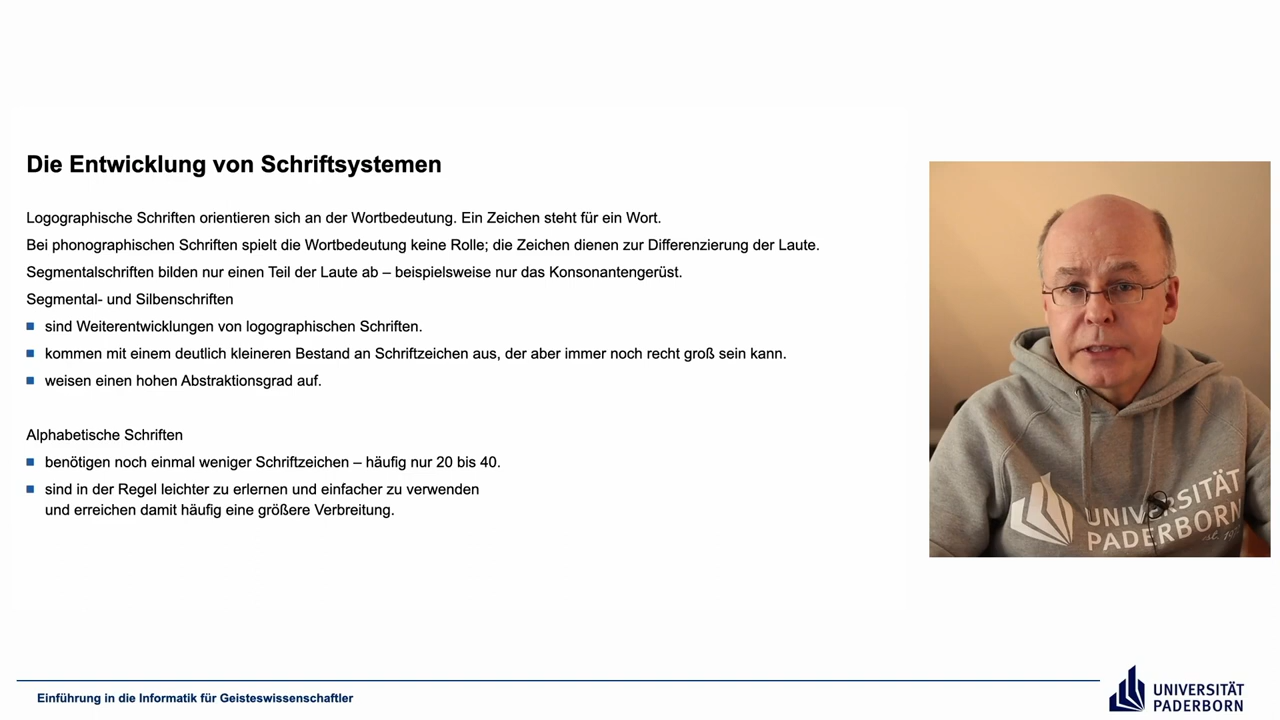 Die Entwicklung von Schriftsystemen
Logographische Schriften orientieren sich an der Wortbedeutung. Ein Zeichen steht für ein Wort.
Bei phonographischen Schriften spielt die Wortbedeutung keine Rolle; die Zeichen dienen zur Differenzierung der Laute.
Segmentalschriften bilden nur einen Teil der Laute ab – beispielsweise nur das Konsonantengerüst.
Segmental- und Silbenschriften
sind Weiterentwicklungen von logographischen Schriften.
kommen mit einem deutlich kleineren Bestand an Schriftzeichen aus, der aber immer noch recht groß sein kann.
weisen einen hohen Abstraktionsgrad auf.
Alphabetische Schriften
benötigen noch einmal weniger Schriftzeichen – häufig nur 20 bis 40.
sind in der Regel leichter zu erlernen und einfacher zu verwenden
und erreichen damit häufig eine größere Verbreitung.
UNIVERSITÄT
PADERBORN
est.
Einführung in die Informatik für Geisteswissenschaftler
UNIVERSITÄT
PADERBORN